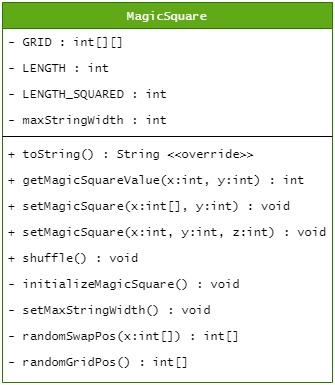 MagicSquare
- GRID : int[][]
- LENGTH : int
- LENGTH_SQUARED : int
- maxStringWidth : int
+ toString() : String <<override>>
+ getMagicSquareValue(x:int, y:int) : int
+ setMagicSquare(x:int[], y:int) : void
+ setMagicSquare(x:int, y:int, z:int) : void
+ shuffle() : void
- initializeMagicSquare() : void
- setMaxStringWidth() : void
- randomSwapPos(x:int[]) : int[]
- randomGridPos() : int[]